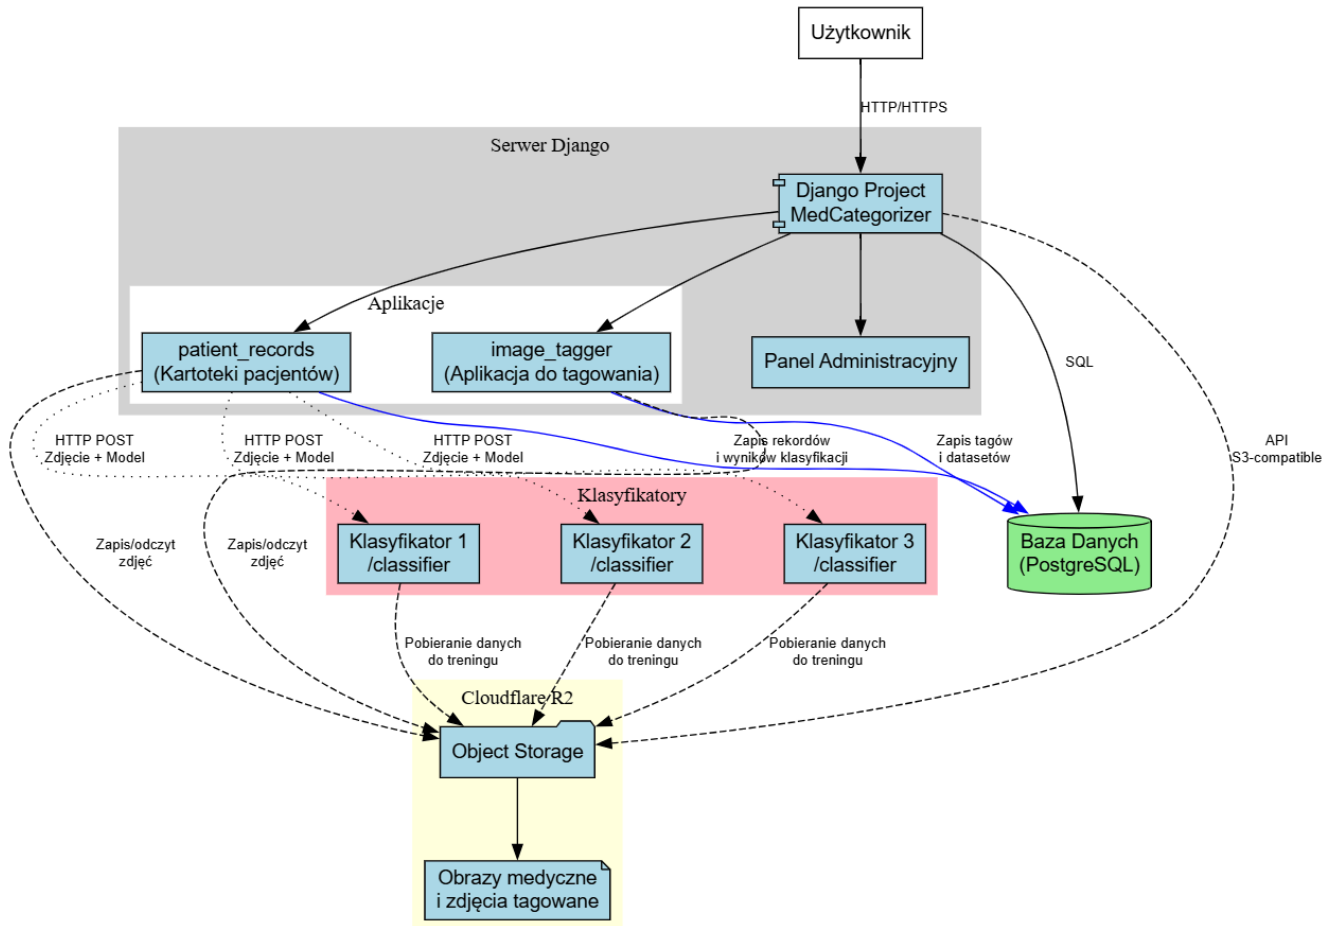 Użytkownik
HTTP/HTTPS
Serwer Django
Django Project
MedCategorizer
Aplikacje
patient_records
(Kartoteki pacjentów)
image_tagger
(Aplikacja do tagowania)
Panel Administracyjny
SQL
HTTP POST
Zdjęcie + Model
HTTP POST
Zdjęcie + Model
HTTP POST
Zdjęcie + Model
Zapis rekordów
i wyników klasyfikacji
Zapis tagów
i datasetów
API
S3-compatible
Klasyfikatory
Zapis/odczyt
zdjęć
Zapis/odczyt
zdjęć
Klasyfikator 1
/classifier
Klasyfikator 2
/classifier
Klasyfikator 3
/classifier
Baza Danych
(PostgreSQL)
Pobieranie danych
do treningu
Pobieranie danych
do treningu
Pobieranie danych
do treningu
Cloudflare R2
Object Storage
Obrazy medyczne
i zdjęcia tagowane